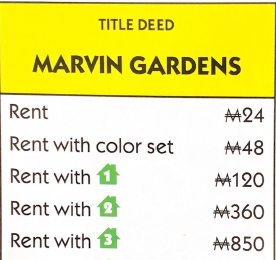 TITLE DEED
MARVIN GARDENS
Rent ₩24
Rent with color set ₩48
Rent with 1 ₩120
Rent with 2 ₩360
Rent with 3 ₩850